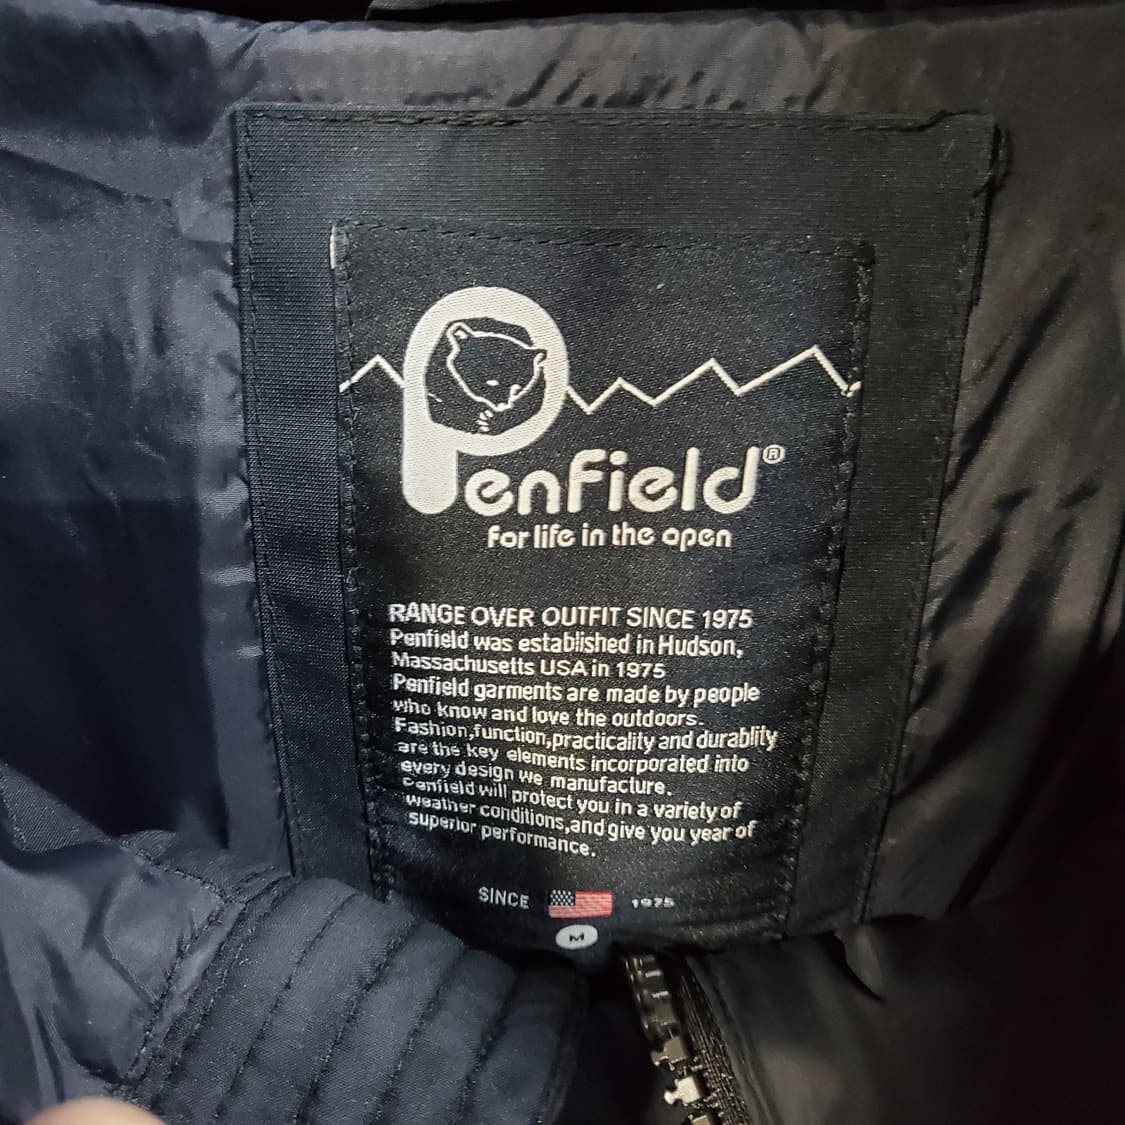 Penfield®
for life in the open
RANGE OVER OUTFIT SINCE 1975
Penfield was established in Hudson,
Massachusetts USA in 1975
Penfield garments are made by people
who know and love the outdoors.
Fashion,function,practicality and durablity
are the key elements incorporated into
every design we manufacture.
Penfield will protect you in a variety of
weather conditions,and give you year of
superior performance.
SINCE 1975
M